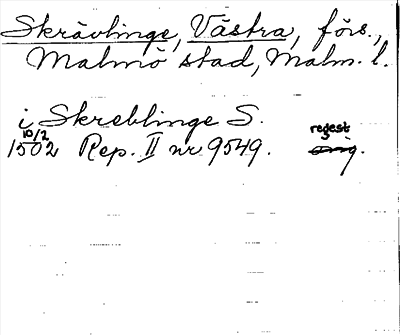 Skrävlinge, Västra, förs.,
Malmö stad, Malm. l.
i Skreblinge S.
10/2 regest
1502 Rep. II nr 9549. orig.